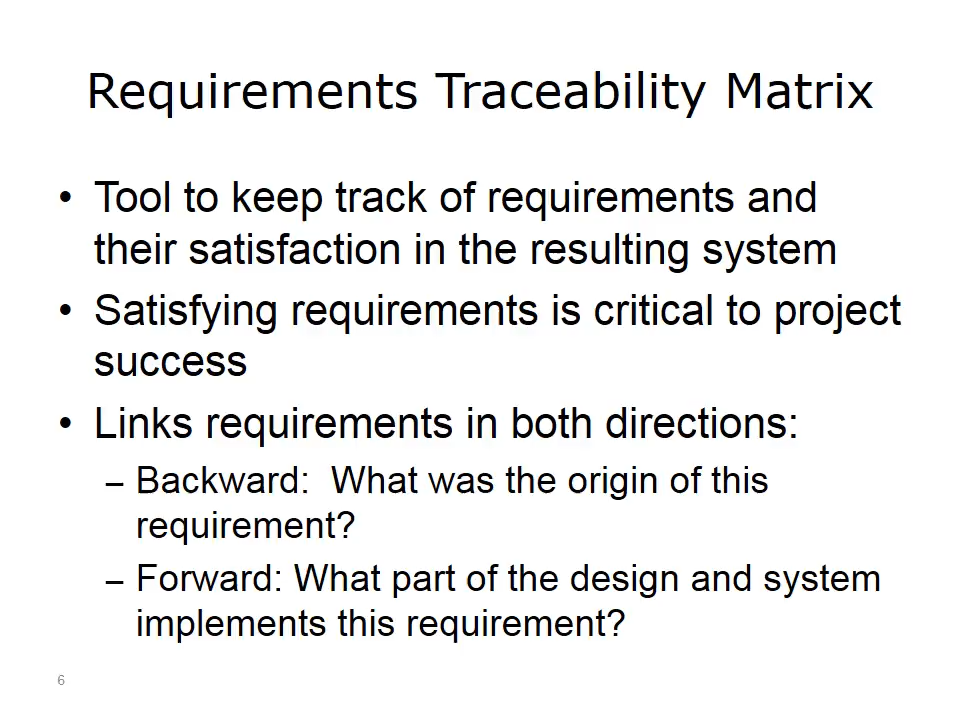 Requirements Traceability Matrix
• Tool to keep track of requirements and
their satisfaction in the resulting system
• Satisfying requirements is critical to project
success
• Links requirements in both directions:
– Backward:  What was the origin of this
requirement?
– Forward: What part of the design and system
implements this requirement?
6